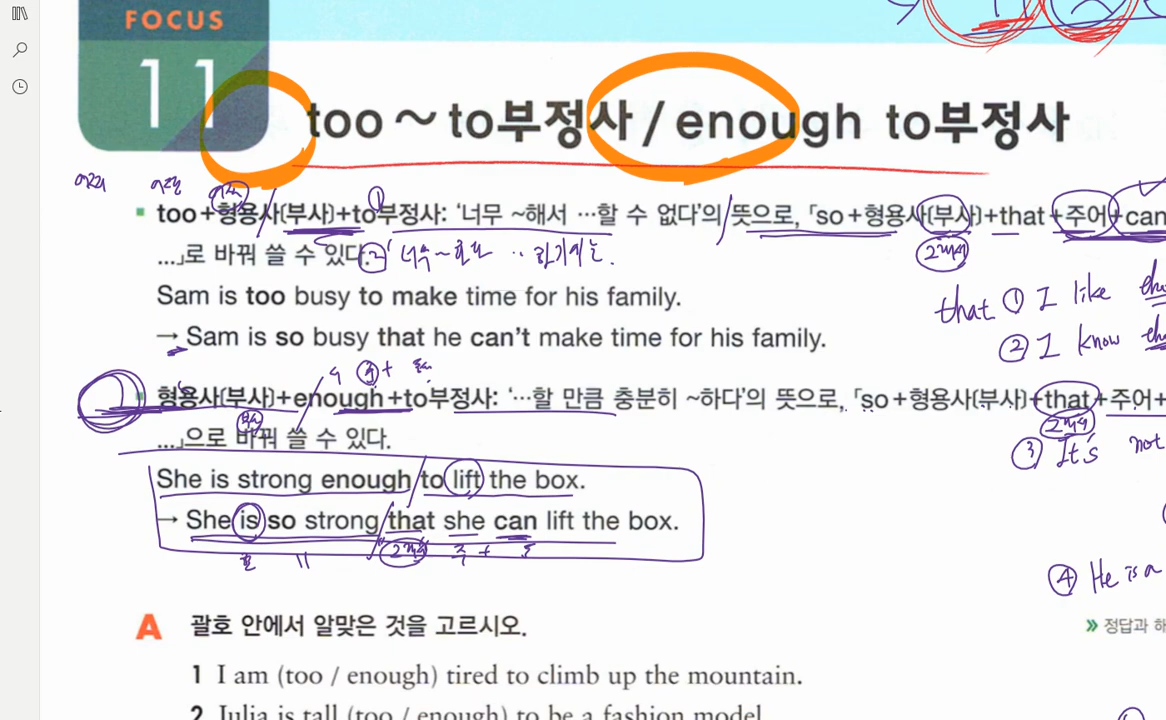 FOCUS
11
too ~ to부정사 / enough to부정사
too+형용사(부사)+to부정사: ‘너무 ~해서 …할 수 없다’의 뜻으로, 「so+형용사(부사)+that+주어+can
…」로 바꿔 쓸 수 있다.
② 너무 ~ 하기에는.
Sam is too busy to make time for his family.
that ① I like
→ Sam is so busy that he can’t make time for his family.
② I know
형용사(부사)+enough+to부정사: ‘…할 만큼 충분히 ~하다’의 뜻으로, 「so+형용사(부사)+that+주어+
…」으로 바꿔 쓸 수 있다.
③ It's not
She is strong enough to lift the box.
→ She is so strong that she can lift the box.
④ He is a
A 괄호 안에서 알맞은 것을 고르시오.
» 정답과 해
1 I am (too / enough) tired to climb up the mountain.
2 Julia is tall (too / enough) to be a fashion model